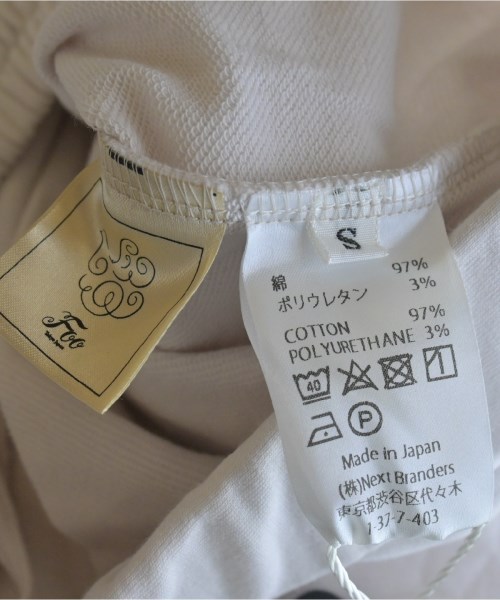 Foo
S
綿 97%
ポリウレタン 3%
COTTON 97%
POLYURETHANE 3%
40
P
Made in Japan
(株)Next Branders
東京都渋谷区代々木
1-37-7-403